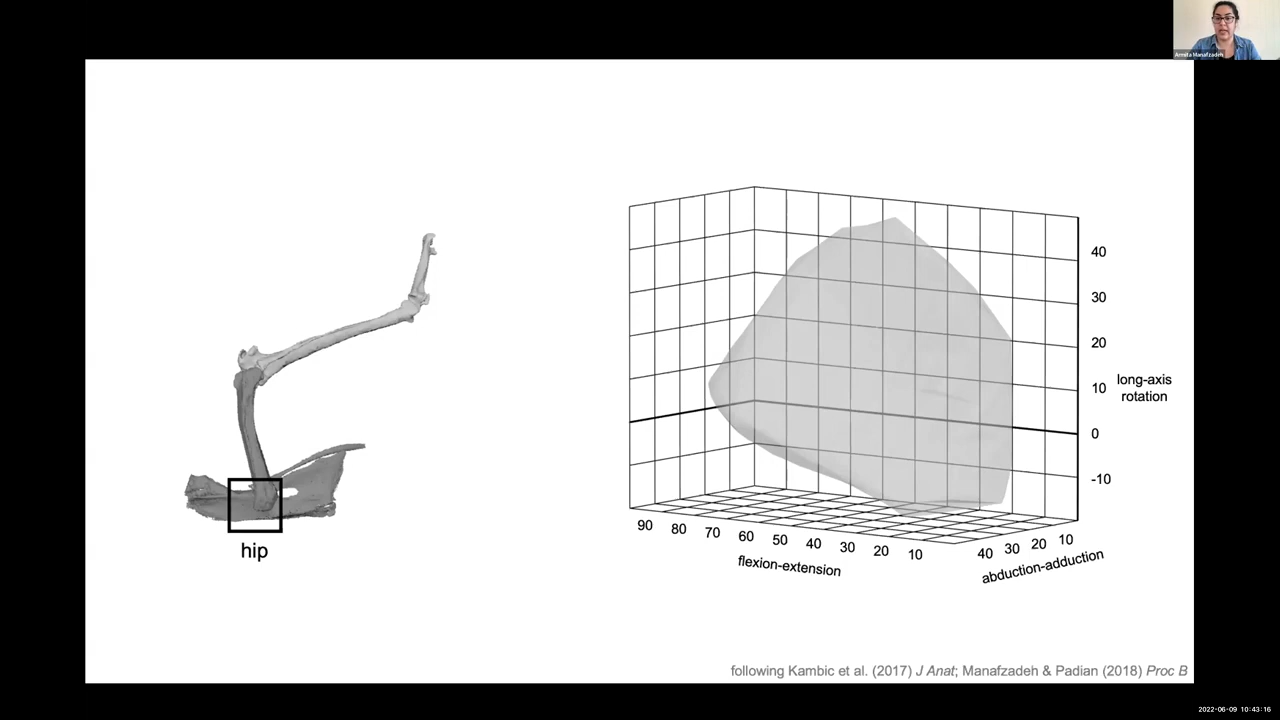 Armita Manafzadeh
40
30
20
10
long-axis
rotation
0
-10
90 80 70 60 50 40 30 20 10
40 30 20 10
flexion-extension
abduction-adduction
hip
following Kambic et al. (2017) J Anat; Manafzadeh & Padian (2018) Proc B
2022-06-09 10:43:16